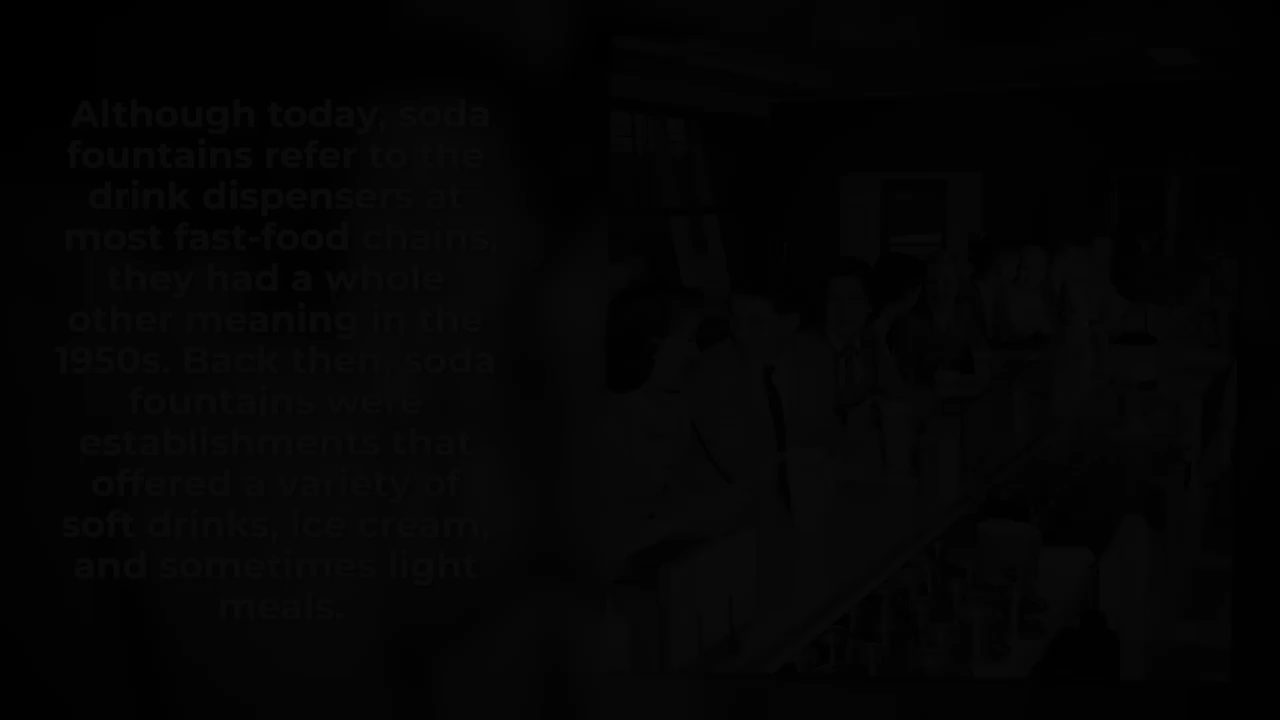 Although today, soda
fountains refer to the
drink dispensers at
most fast-food chains,
they had a whole
other meaning in the
1950s. Back then, soda
fountains were
establishments that
offered a variety of
soft drinks, ice cream,
and sometimes light
meals.